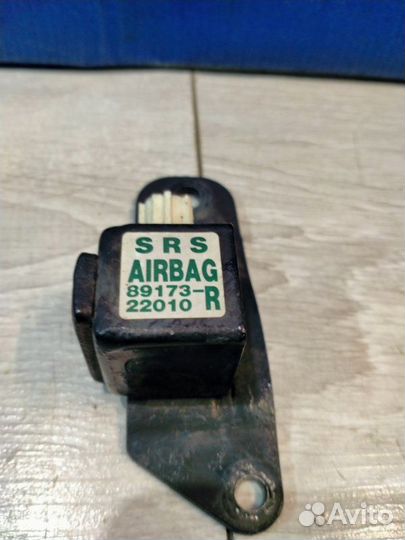 SRS
AIRBAG
89173-
22010 R
Avito